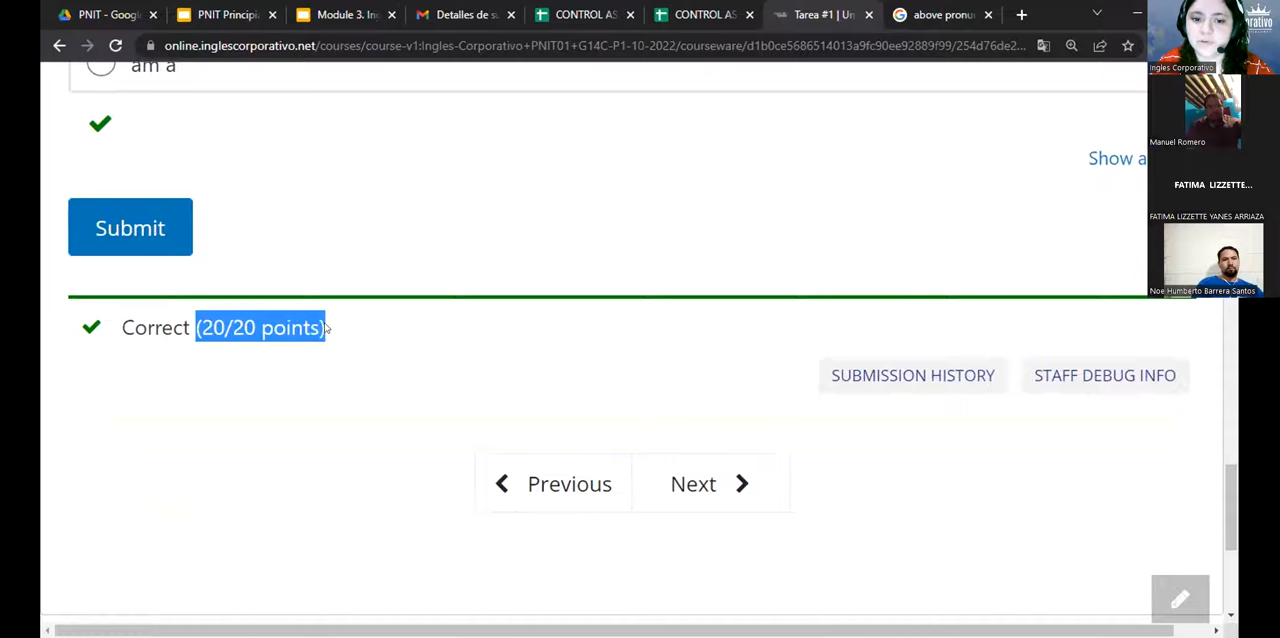 PNIT - Google
PNIT Principi
Module 3. In
Detalles de su
CONTROL AS
CONTROL AS
Tarea #1 | Un
above pronu
online.inglescorporativo.net/courses/course-v1:Ingles-Corporativo+PNIT01+G14C-P1-10-2022/courseware/d1b0ce5686514013a9fc90ee92889f99/254d76de2...
am a
Show a
Submit
Correct (20/20 points)
SUBMISSION HISTORY
STAFF DEBUG INFO
Previous
Next
Ingles Corporativo
Manuel Romero
FATIMA LIZZETTE...
FATIMA LIZZETTE YANES ARRIAZA
Noe Humberto Barrera Santos